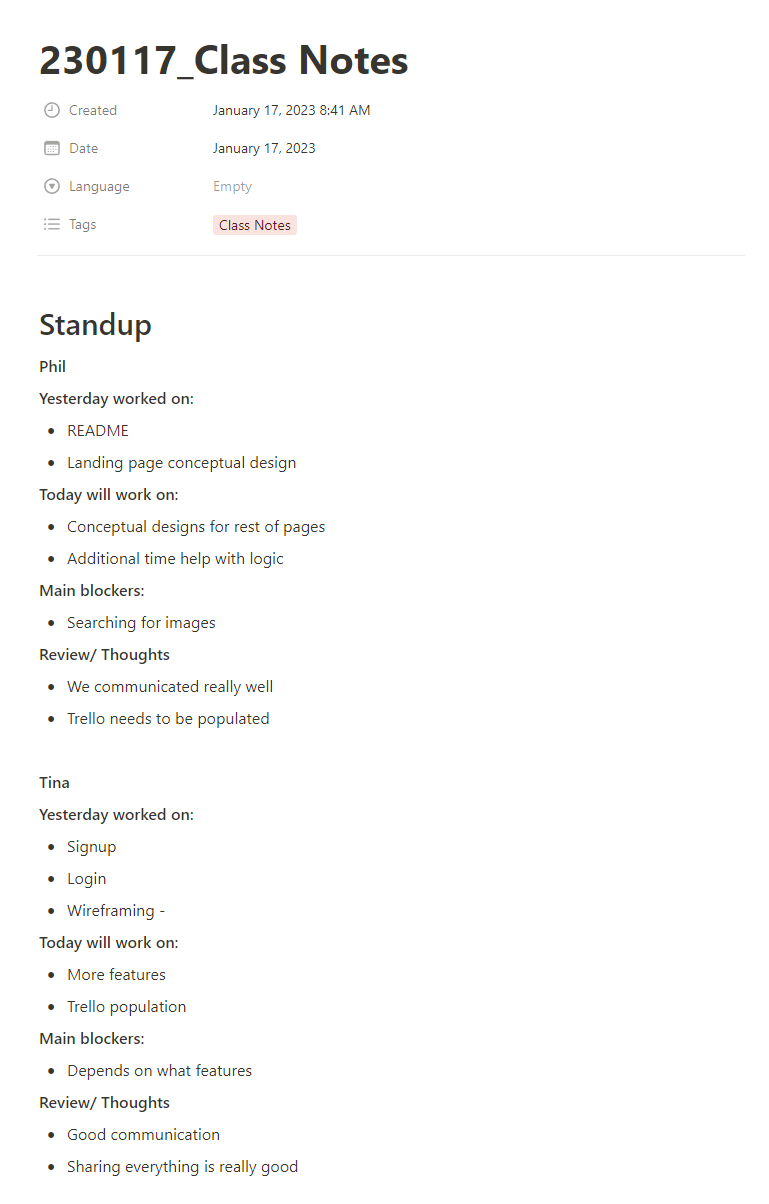 230117_Class Notes
Created January 17, 2023 8:41 AM
Date January 17, 2023
Language Empty
Tags Class Notes
Standup
Phil
Yesterday worked on:
• README
• Landing page conceptual design
Today will work on:
• Conceptual designs for rest of pages
• Additional time help with logic
Main blockers:
• Searching for images
Review/ Thoughts
• We communicated really well
• Trello needs to be populated
Tina
Yesterday worked on:
• Signup
• Login
• Wireframing -
Today will work on:
• More features
• Trello population
Main blockers:
• Depends on what features
Review/ Thoughts
• Good communication
• Sharing everything is really good